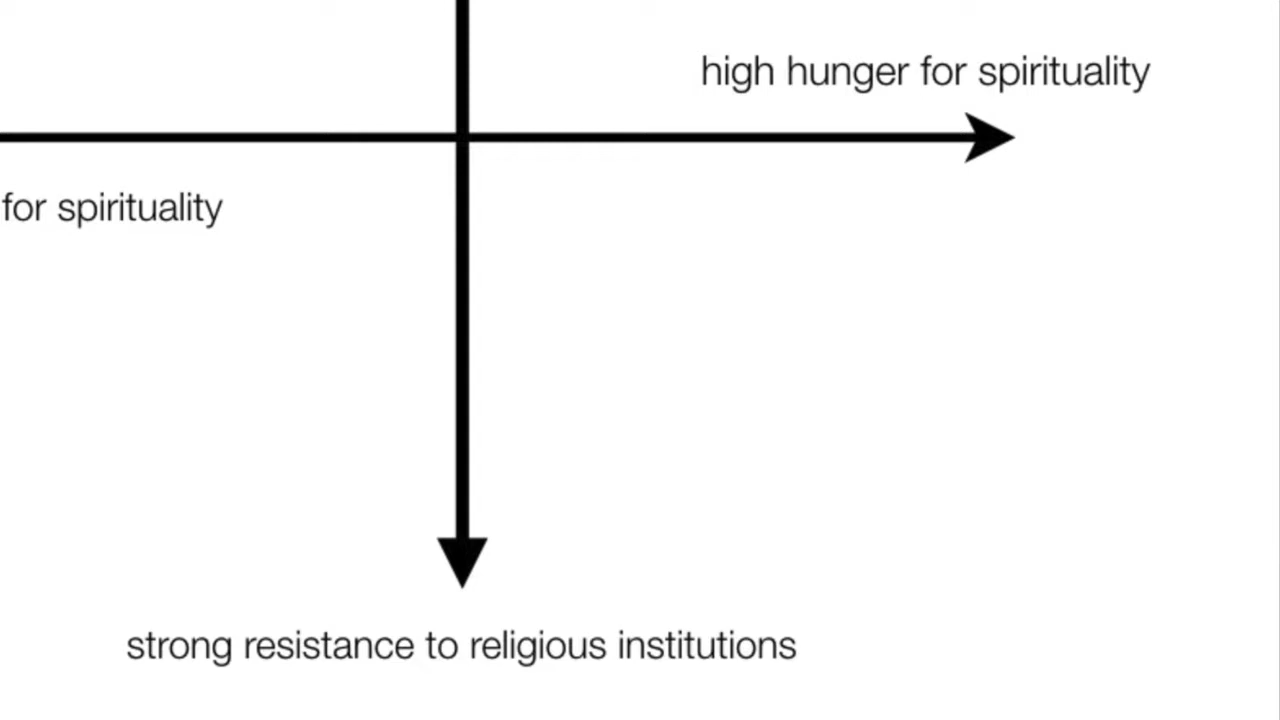 high hunger for spirituality
for spirituality
strong resistance to religious institutions